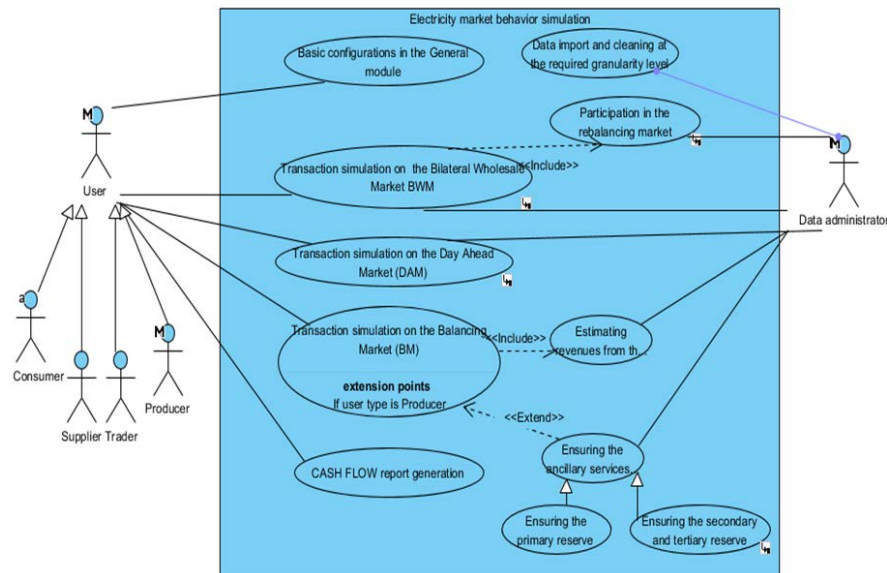 Electricity market behavior simulation
Basic configurations in the General
module
Data import and cleaning at
the required granularity level
M
User
Participation in the
rebalancing market
M
Data administrator
Transaction simulation on the Bilateral Wholesale
Market BWM
<<Include>>
Transaction simulation on the Day Ahead
Market (DAM)
a
Consumer
Supplier
Trader
M
Producer
Transaction simulation on the Balancing
Market (BM)
extension points
If user type is Producer
<<Include>>
Estimating
revenues from th...
<<Extend>>
Ensuring the
ancillary services...
CASH FLOW report generation
Ensuring the
primary reserve
Ensuring the secondary
and tertiary reserve